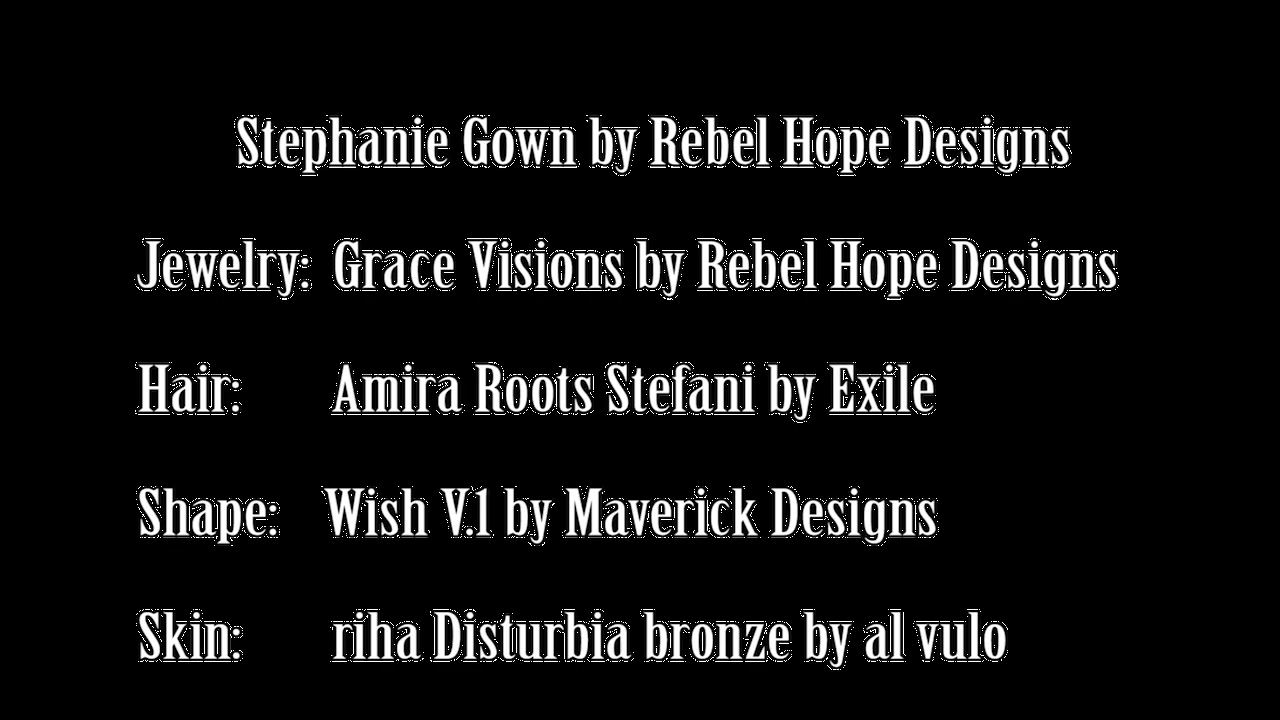 Stephanie Gown by Rebel Hope Designs
Jewelry: Grace Visions by Rebel Hope Designs
Hair: Amira Roots Stefani by Exile
Shape: Wish V.1 by Maverick Designs
Skin: riha Disturbia bronze by al vulo